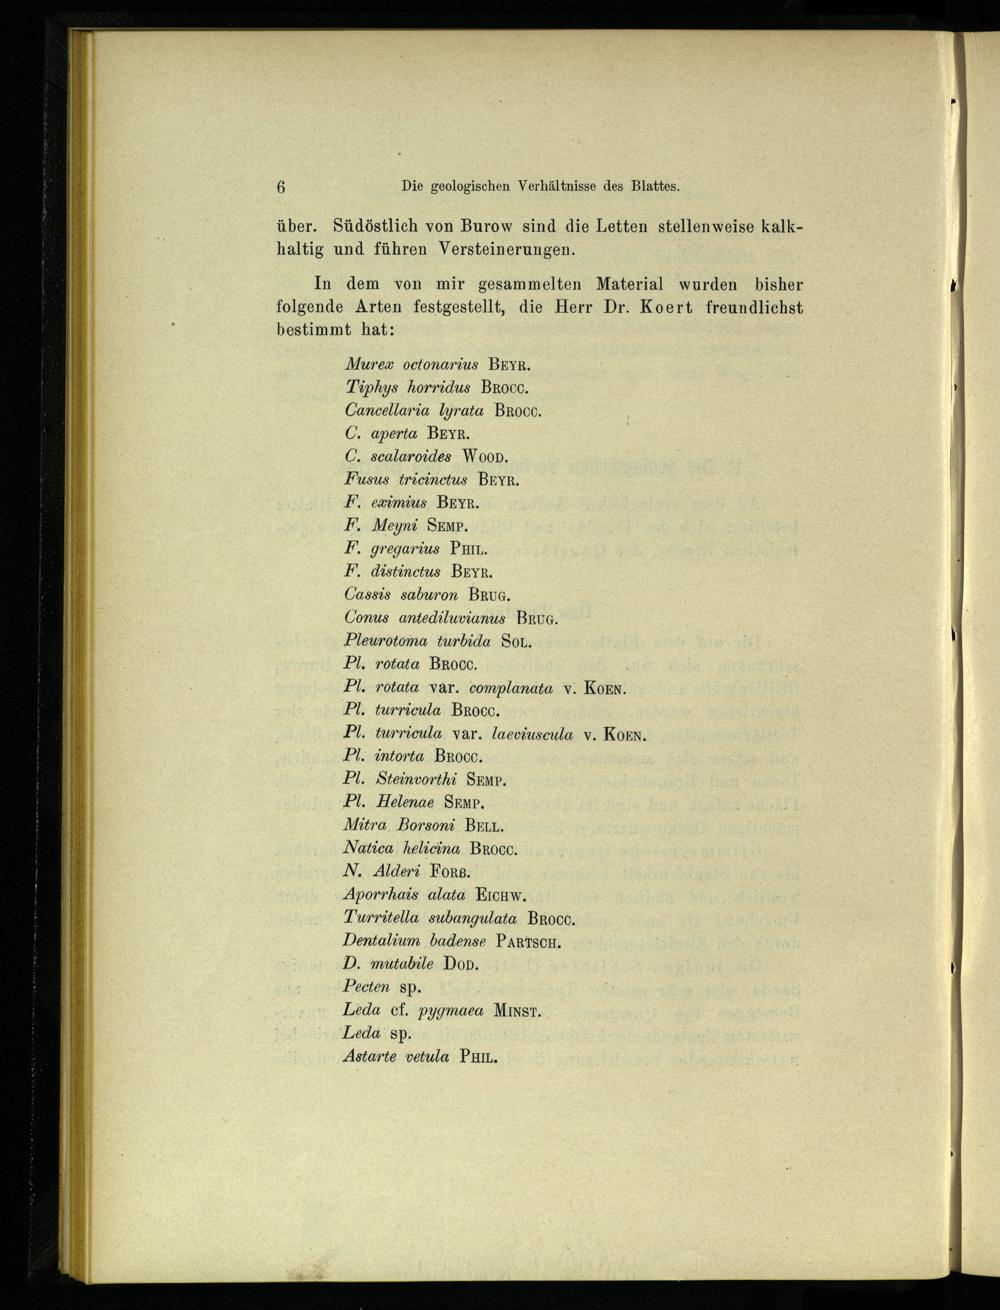 6 Die geologischen Verhältnisse des Blattes.
über. Südöstlich von Burow sind die Letten stellenweise kalk-
haltig und führen Versteinerungen.
In dem von mir gesammelten Material wurden bisher
folgende Arten festgestellt, die Herr Dr. Koert freundlichst
bestimmt hat:
Murex octonarius BEYR.
Tiphys horridus BROCC.
Cancellaria lyrata BROCC.
C. aperta BEYR.
C. scalaroides WOOD.
Fusus tricinctus BEYR.
F. eximius BEYR.
F. Meyni SEMP.
F. gregarius PHIL.
F. distinctus BEYR.
Cassis saburon BRUG.
Conus antediluvianus BRUG.
Pleurotoma turbida SOL.
Pl. rotata BROCC.
Pl. rotata var. complanata v. KOEN.
Pl. turricula BROCC.
Pl. turricula var. laeviuscula v. KOEN.
Pl. intorta BROCC.
Pl. Steinvorthi SEMP.
Pl. Helenae SEMP.
Mitra Borsoni BELL.
Natica helicina BROCC.
N. Alderi FORB.
Aporrhais alata EICHW.
Turritella subangulata BROCC.
Dentalium badense PARTSCH.
D. mutabile DOD.
Pecten sp.
Leda cf. pygmaea MINST.
Leda sp.
Astarte vetula PHIL.